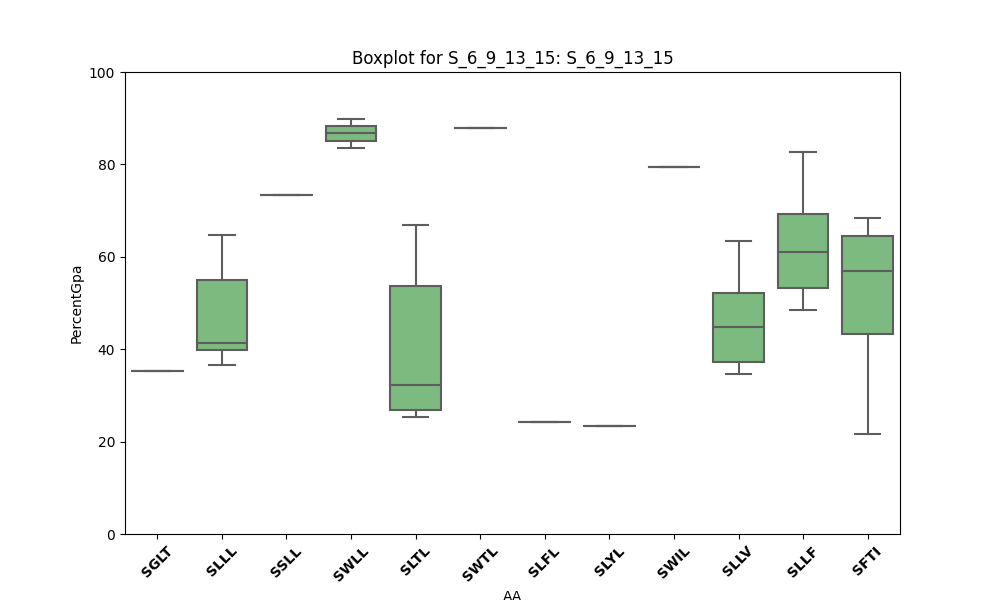 Boxplot for S_6_9_13_15: S_6_9_13_15
100
80
60
40
20
0
PercentGpa
SGLT
SLLL
SSLL
SWLL
SLTL
SWTL
SLFL
SLYL
SWIL
SLLV
SLLF
SFTI
AA